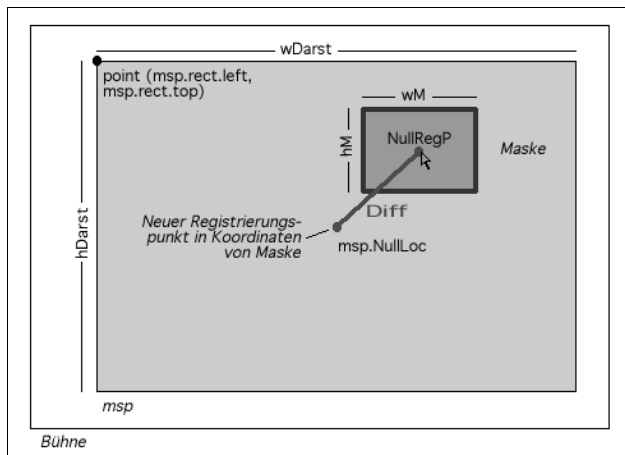 wDarst
point (msp.rect.left,
msp.rect.top)
wM
hM
NullRegP
Maske
Diff
Neuer Registrierungs-
punkt in Koordinaten
von Maske
msp.NullLoc
hDarst
msp
Bühne